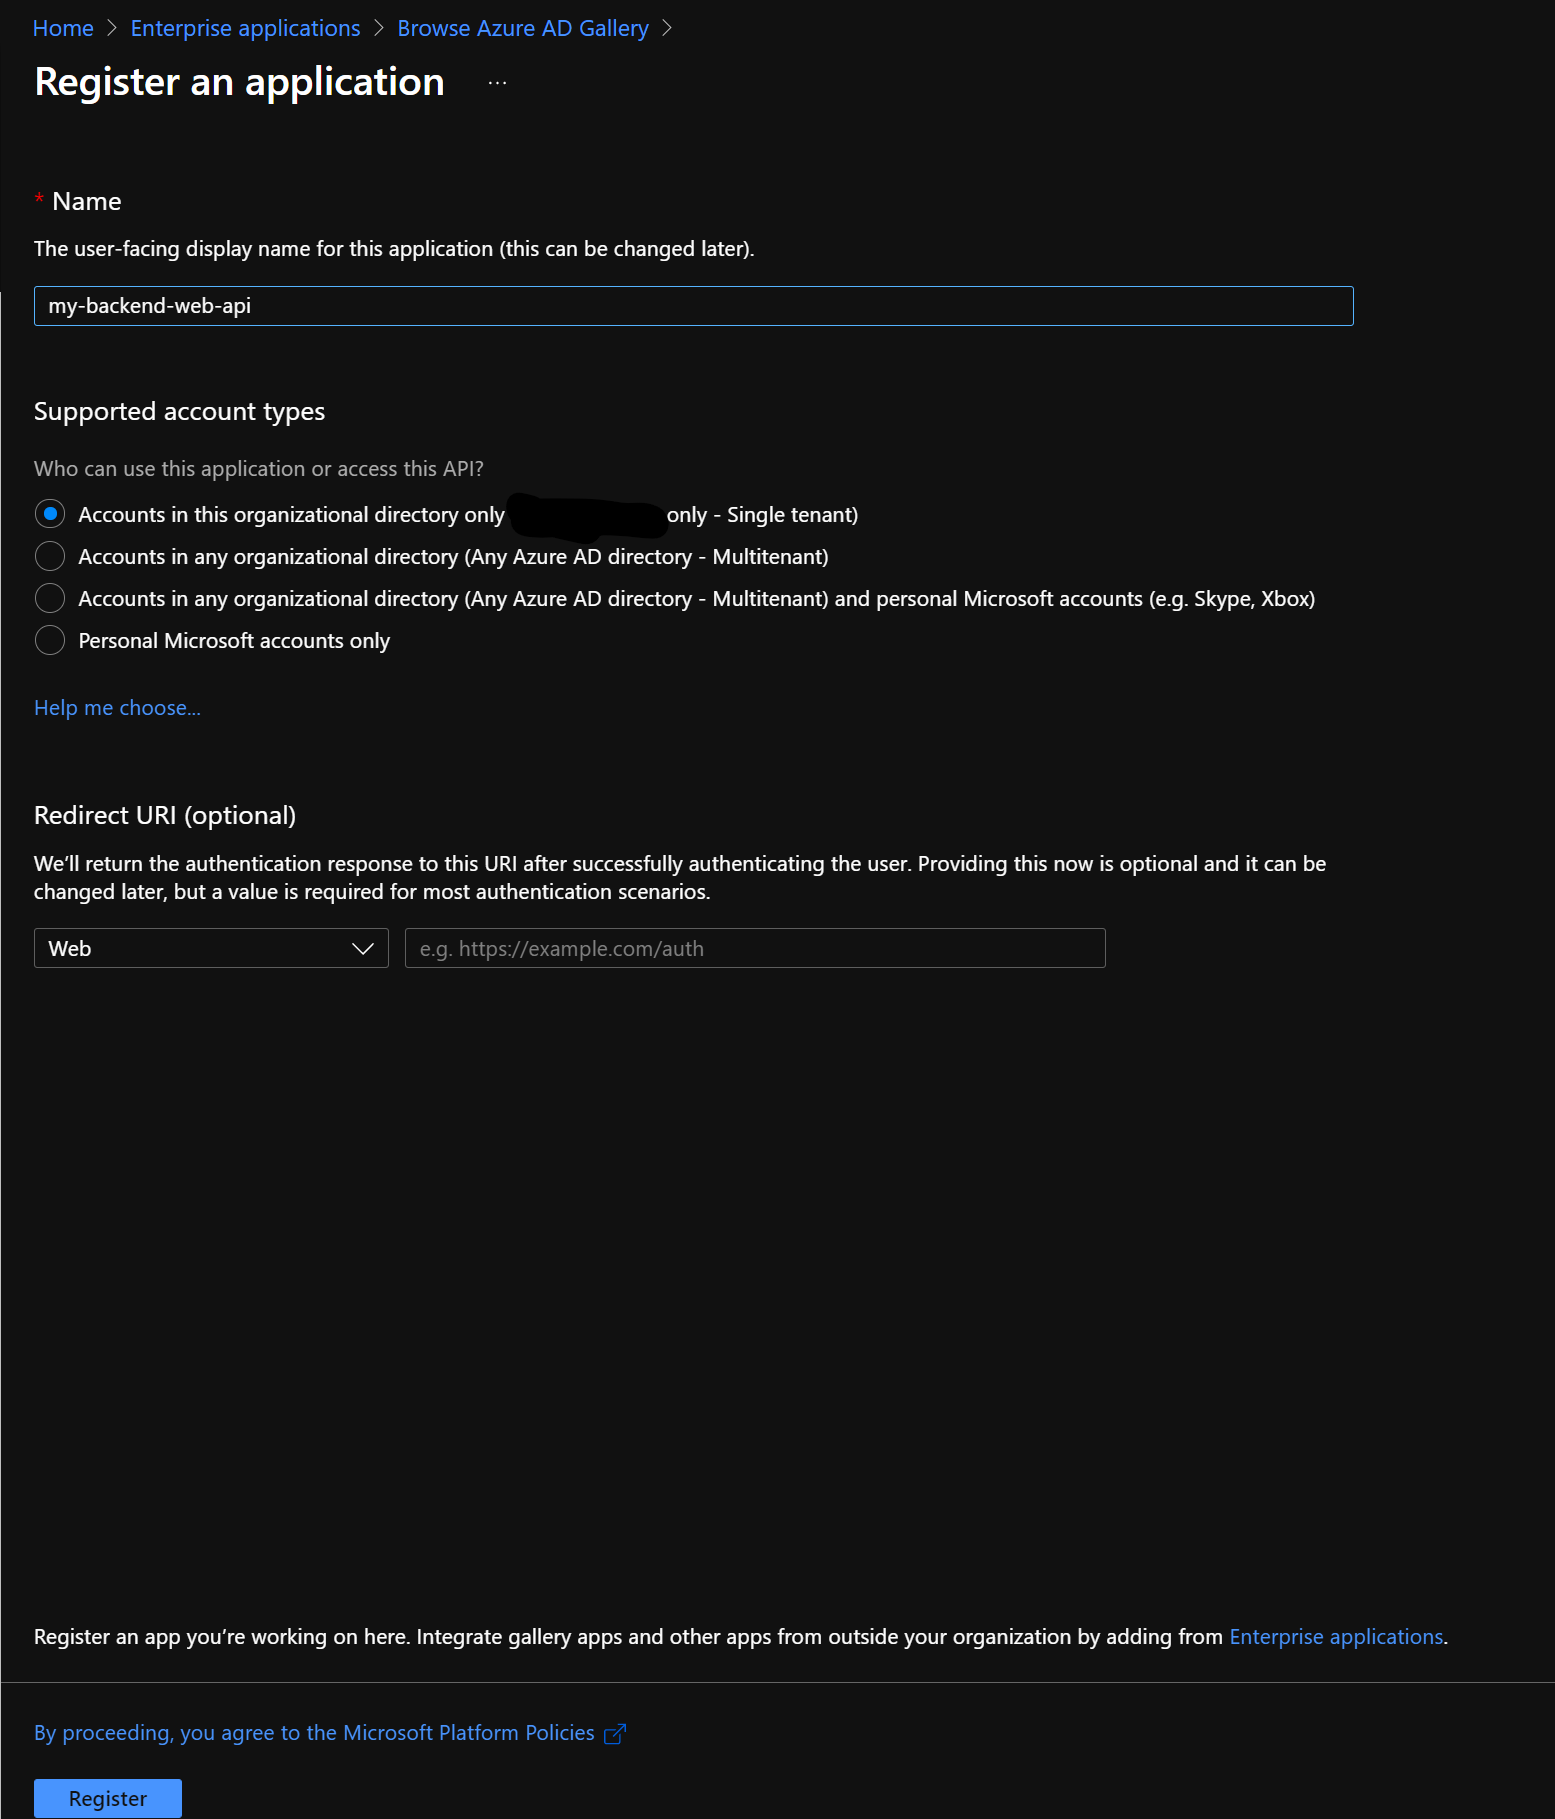 Home > Enterprise applications > Browse Azure AD Gallery >
Register an application ...
* Name
The user-facing display name for this application (this can be changed later).
my-backend-web-api
Supported account types
Who can use this application or access this API?
Accounts in this organizational directory only only - Single tenant)
Accounts in any organizational directory (Any Azure AD directory - Multitenant)
Accounts in any organizational directory (Any Azure AD directory - Multitenant) and personal Microsoft accounts (e.g. Skype, Xbox)
Personal Microsoft accounts only
Help me choose...
Redirect URI (optional)
We’ll return the authentication response to this URI after successfully authenticating the user. Providing this now is optional and it can be
changed later, but a value is required for most authentication scenarios.
Web e.g. https://example.com/auth
Register an app you’re working on here. Integrate gallery apps and other apps from outside your organization by adding from Enterprise applications.
By proceeding, you agree to the Microsoft Platform Policies
Register